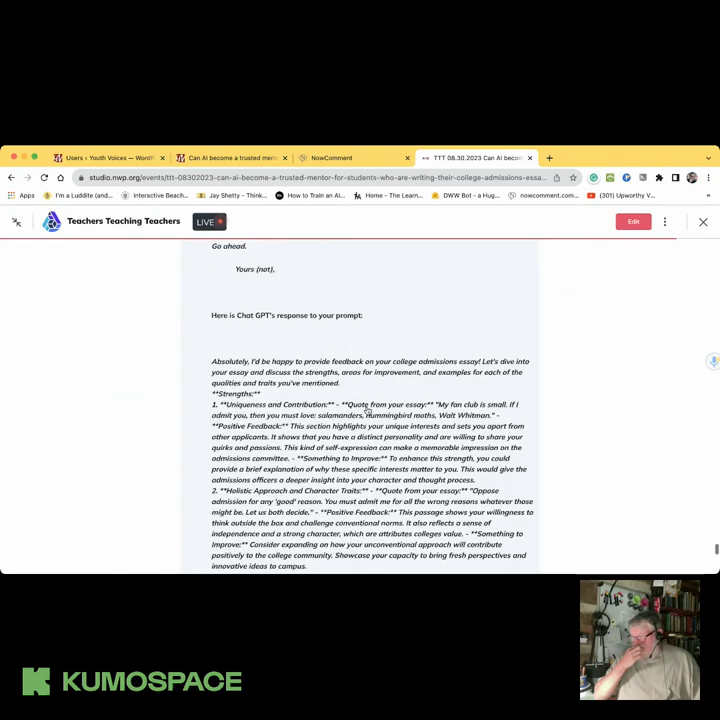 Users ‹ Youth Voices — WordP
Can AI become a trusted ment
NowComment
TTT 08.30.2023 Can AI becom
studio.nwp.org/events/ttt-08302023-can-ai-become-a-trusted-mentor-for-students-who-are-writing-their-college-admissions-essa...
Apps
I'm a Luddite (and...
Interactive Beach...
Jay Shetty - Think...
How to Train an AI...
Home - The Learn...
DWW Bot - a Hug...
nowcomment.com...
(301) Upworthy V...
Teachers Teaching Teachers
LIVE
Edit
Go ahead.
Yours (not),
Here is Chat GPT's response to your prompt:
Absolutely, I'd be happy to provide feedback on your college admissions essay! Let's dive into
your essay and discuss the strengths, areas for improvement, and examples for each of the
qualities and traits you've mentioned.
**Strengths:**
1. **Uniqueness and Contribution:** - **Quote from your essay:** "My fan club is small. If I
admit you, then you must love: salamanders, hummingbird moths, Walt Whitman." -
**Positive Feedback:** This section highlights your unique interests and sets you apart from
other applicants. It shows that you have a distinct personality and are willing to share your
quirks and passions. This kind of self-expression can make a memorable impression on the
admissions committee. - **Something to Improve:** To enhance this strength, you could
provide a brief explanation of why these specific interests matter to you. This would give the
admissions officers a deeper insight into your character and thought process.
2. **Holistic Approach and Character Traits:** - **Quote from your essay:** "Oppose
admission for any 'good' reason. You must admit me for all the wrong reasons whatever those
might be. Let us both decide." - **Positive Feedback:** This passage shows your willingness to
think outside the box and challenge conventional norms. It also reflects a sense of
independence and a strong character, which are attributes colleges value. - **Something to
Improve:** Consider expanding on how your unconventional approach will contribute
positively to the college community. Showcase your capacity to bring fresh perspectives and
innovative ideas to campus.
KUMOSPACE